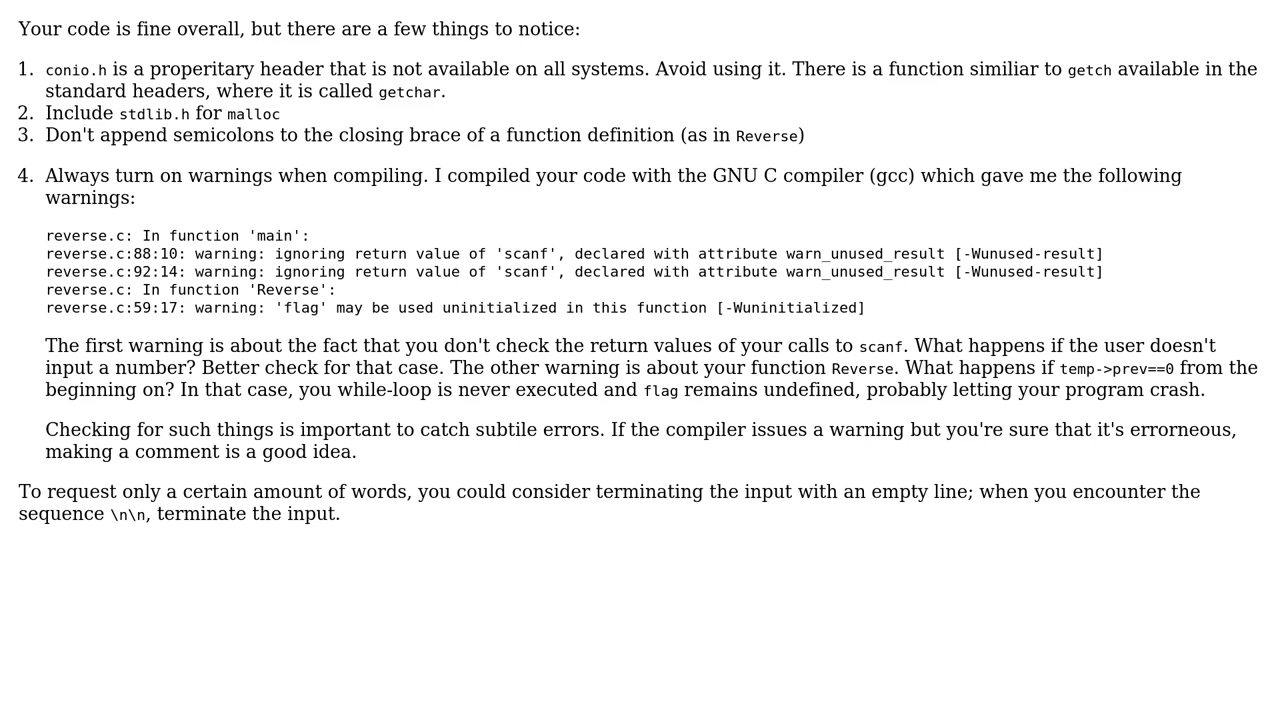 Your code is fine overall, but there are a few things to notice:
1. conio.h is a properitary header that is not available on all systems. Avoid using it. There is a function similiar to getch available in the
standard headers, where it is called getchar.
2. Include stdlib.h for malloc
3. Don't append semicolons to the closing brace of a function definition (as in Reverse)
4. Always turn on warnings when compiling. I compiled your code with the GNU C compiler (gcc) which gave me the following
warnings:
reverse.c: In function 'main':
reverse.c:88:10: warning: ignoring return value of 'scanf', declared with attribute warn_unused_result [-Wunused-result]
reverse.c:92:14: warning: ignoring return value of 'scanf', declared with attribute warn_unused_result [-Wunused-result]
reverse.c: In function 'Reverse':
reverse.c:59:17: warning: 'flag' may be used uninitialized in this function [-Wuninitialized]
The first warning is about the fact that you don't check the return values of your calls to scanf. What happens if the user doesn't
input a number? Better check for that case. The other warning is about your function Reverse. What happens if temp->prev==0 from the
beginning on? In that case, you while-loop is never executed and flag remains undefined, probably letting your program crash.
Checking for such things is important to catch subtile errors. If the compiler issues a warning but you're sure that it's errorneous,
making a comment is a good idea.
To request only a certain amount of words, you could consider terminating the input with an empty line; when you encounter the
sequence \n\n, terminate the input.